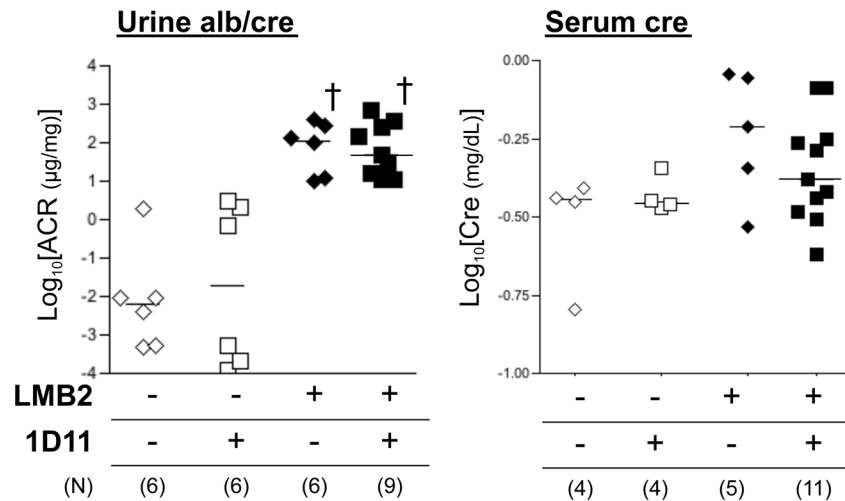 Urine alb/cre
Serum cre
Log10[ACR (μg/mg)]
4
3
2
1
0
-1
-2
-3
-4
† †
Log10[Cre (mg/dL)]
0.00
-0.25
-0.50
-0.75
-1.00
LMB2 - - + + - - + +
1D11 - + - + - + - +
(N) (6) (6) (6) (9) (4) (4) (5) (11)